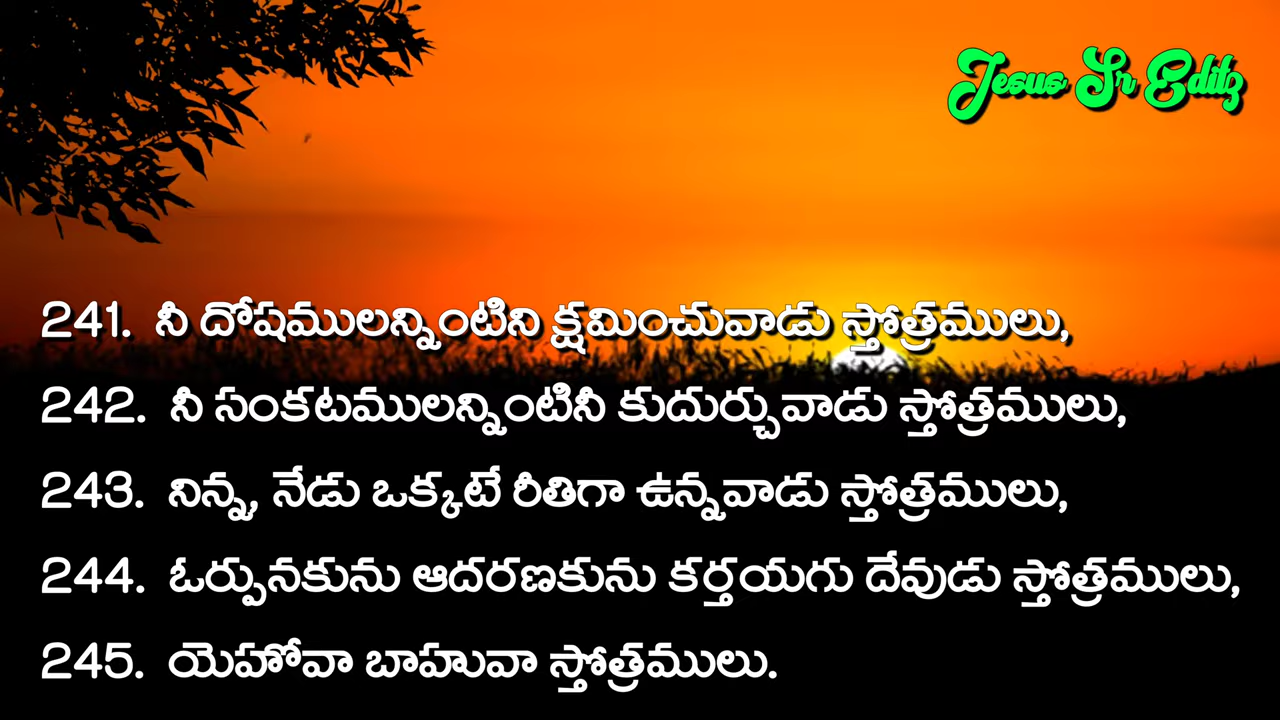 Jesus Sr Editz
241. నీ దోషములన్నింటిని క్షమించువాడు స్తోత్రములు,
242. నీ సంకటములన్నింటినీ కుదుర్చువాడు స్తోత్రములు,
243. నిన్న, నేడు ఒక్కటే రీతిగా ఉన్నవాడు స్తోత్రములు,
244. ఓర్పునకును ఆదరణకును కర్తయగు దేవుడు స్తోత్రములు,
245. యెహోవా బాహువా స్తోత్రములు.